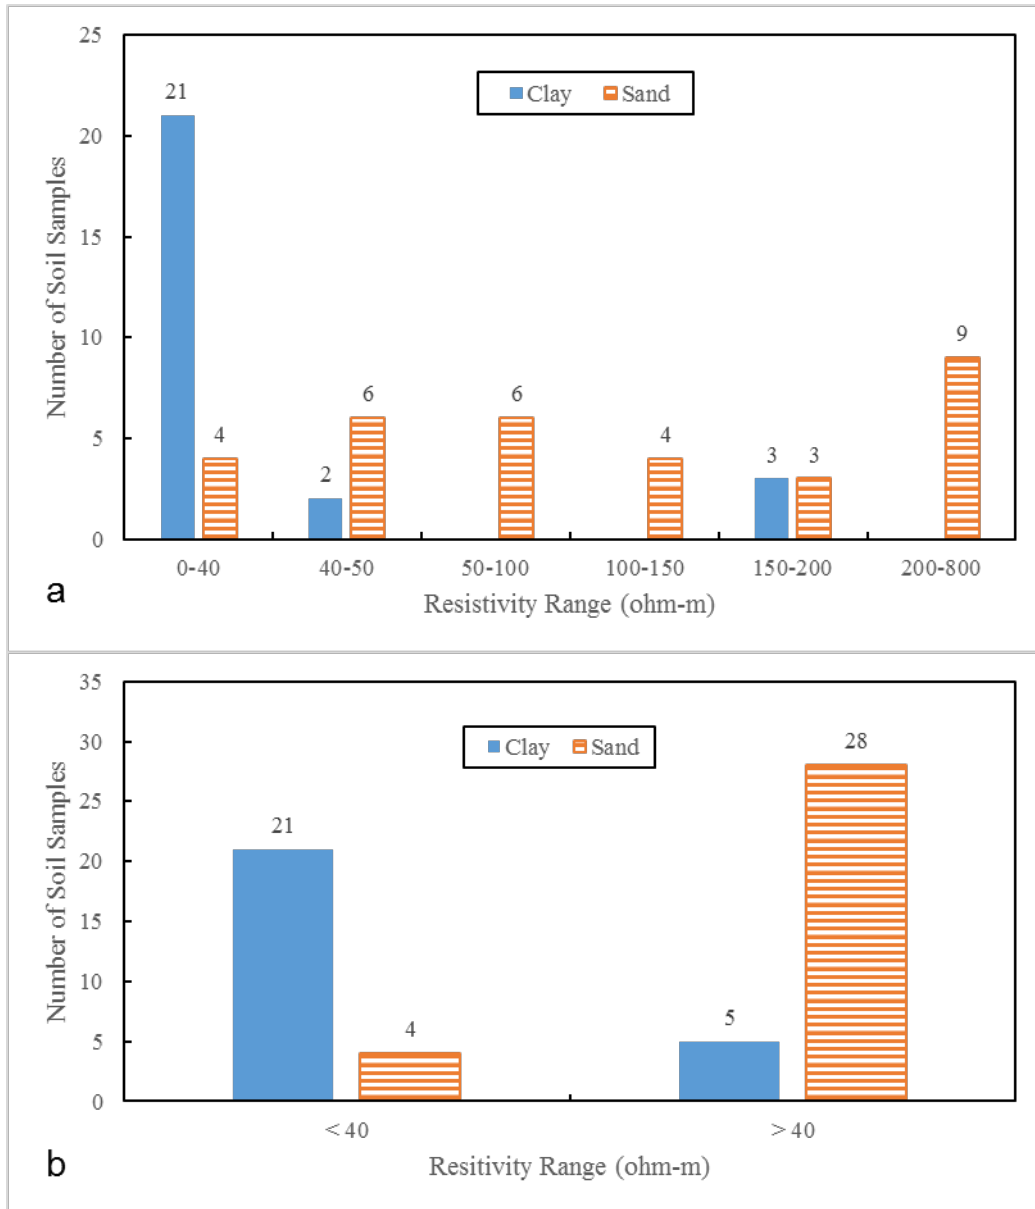 25
20
15
10
5
0
Number of Soil Samples
Clay Sand
21
4
2
6
6
4
3
3
9
0-40 40-50 50-100 100-150 150-200 200-800
Resistivity Range (ohm-m)
a
35
30
25
20
15
10
5
0
Number of Soil Samples
Clay Sand
21
4
5
28
< 40 > 40
Resitivity Range (ohm-m)
b